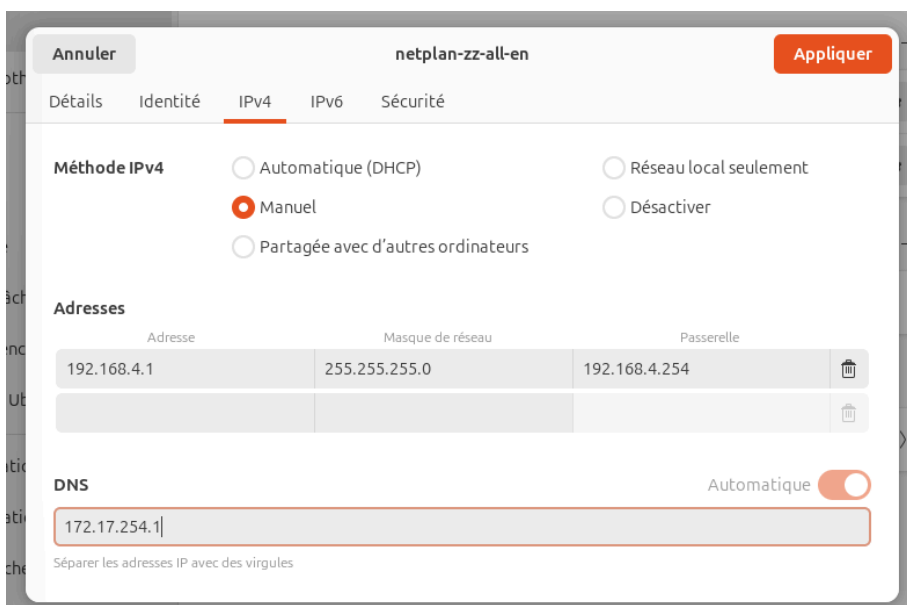 Annuler netplan-zz-all-en Appliquer
Détails Identité IPv4 IPv6 Sécurité
Méthode IPv4 Automatique (DHCP) Réseau local seulement
Manuel Désactiver
Partagée avec d'autres ordinateurs
Adresses
Adresse Masque de réseau Passerelle
192.168.4.1 255.255.255.0 192.168.4.254
DNS Automatique
172.17.254.1
Séparer les adresses IP avec des virgules